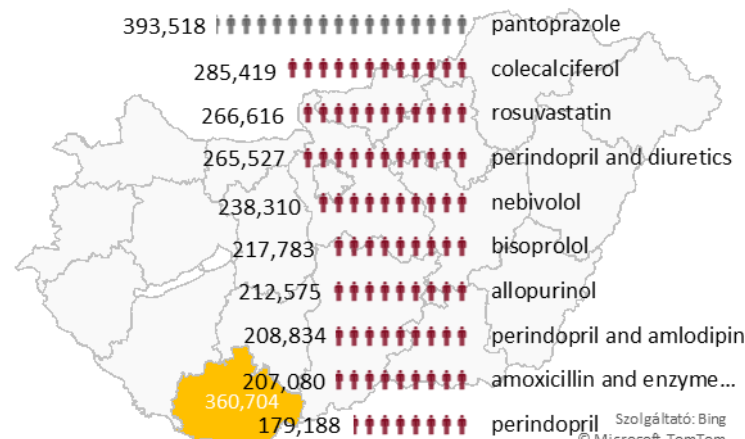 393,518 pantoprazole
285,419 colecalciferol
266,616 rosuvastatin
265,527 perindopril and diuretics
238,310 nebivolol
217,783 bisoprolol
212,575 allopurinol
208,834 perindopril and amlodipin
207,080 amoxicillin and enzyme...
360,704
179,188 perindopril
Szolgáltató: Bing
© Microsoft, TomTom